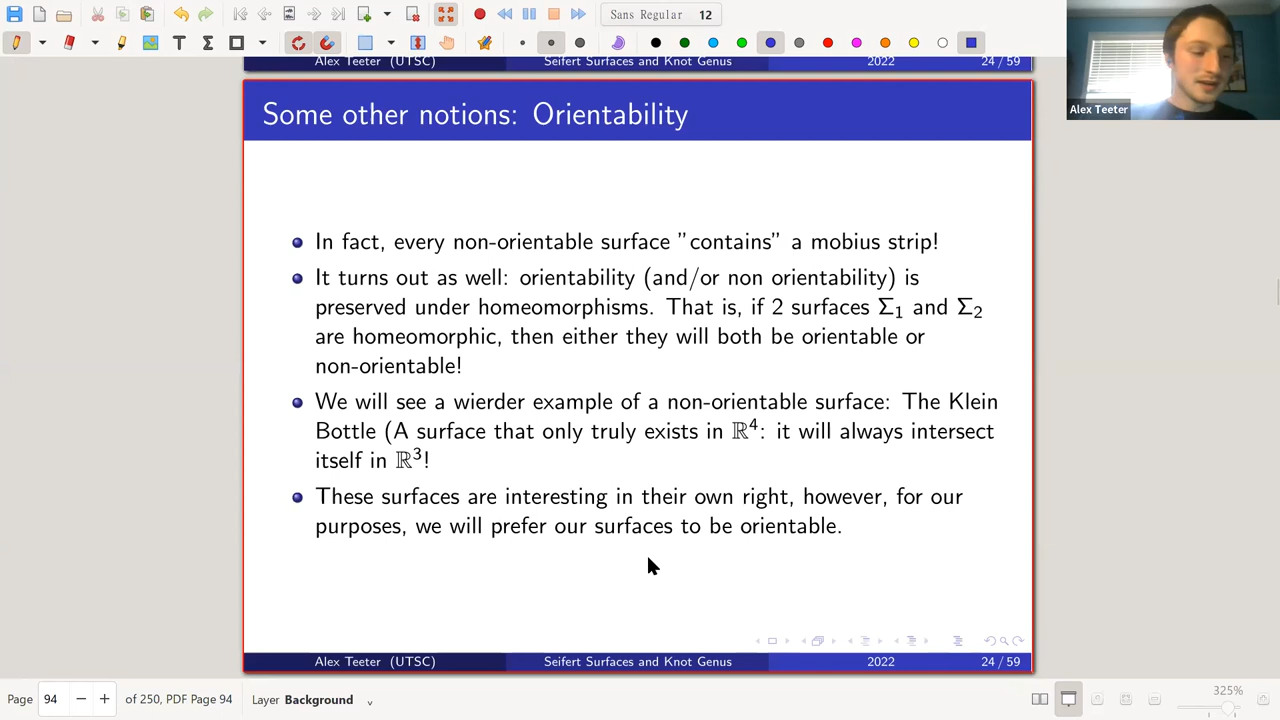 Sans Regular 12
Alex Teeter (UTSC) Seifert Surfaces and Knot Genus 2022 24 / 59
Alex Teeter
Some other notions: Orientability
In fact, every non-orientable surface "contains" a mobius strip!
It turns out as well: orientability (and/or non orientability) is
preserved under homeomorphisms. That is, if 2 surfaces Σ₁ and Σ₂
are homeomorphic, then either they will both be orientable or
non-orientable!
We will see a wierder example of a non-orientable surface: The Klein
Bottle (A surface that only truly exists in ℝ⁴: it will always intersect
itself in ℝ³!
These surfaces are interesting in their own right, however, for our
purposes, we will prefer our surfaces to be orientable.
Alex Teeter (UTSC) Seifert Surfaces and Knot Genus 2022 24 / 59
Page 94 of 250, PDF Page 94 Layer Background 325%